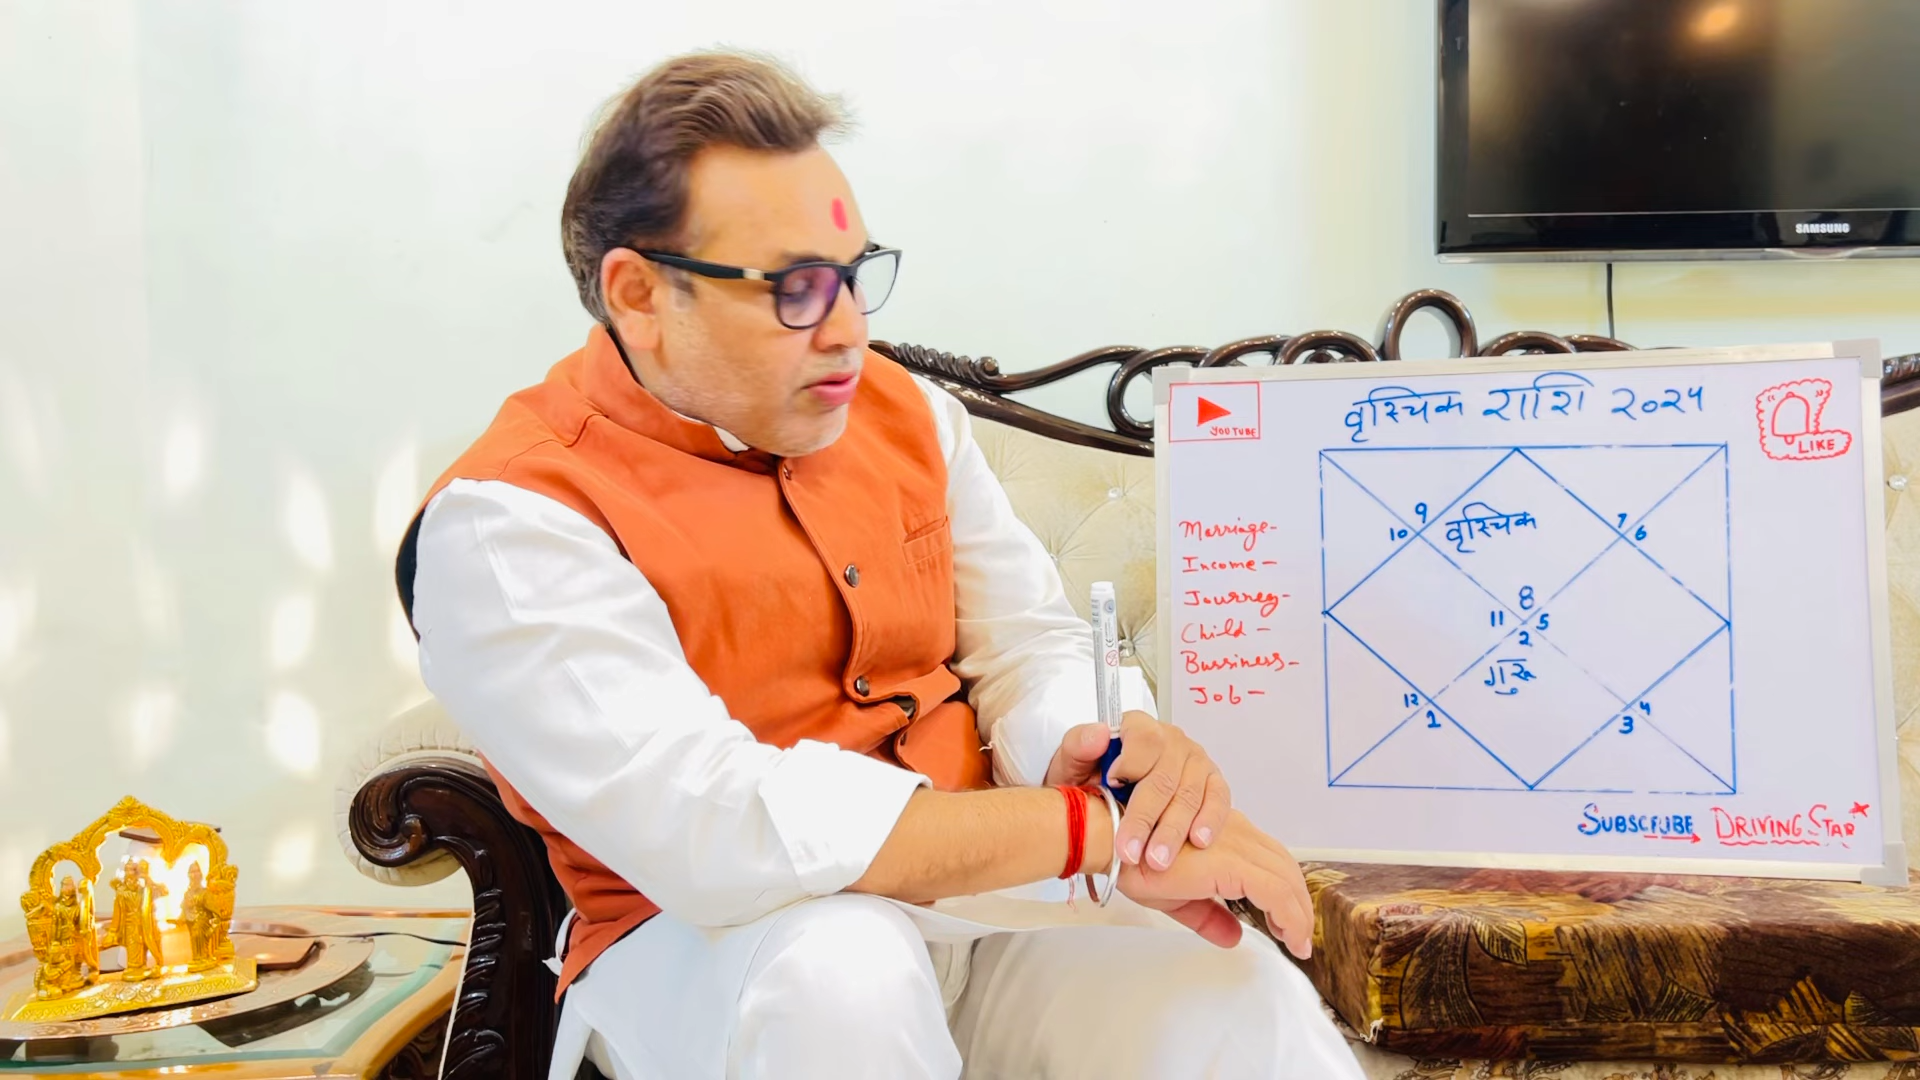 SAMSUNG
वृश्चिक राशि २०२५
YOUTUBE
LIKE
Marriage-
Income-
Journey-
Child-
Bussiness-
Job-
9
10
वृश्चिक
7
6
8
11
5
2
गुरू
12
1
4
3
SUBSCRIBE DRIVING STAR